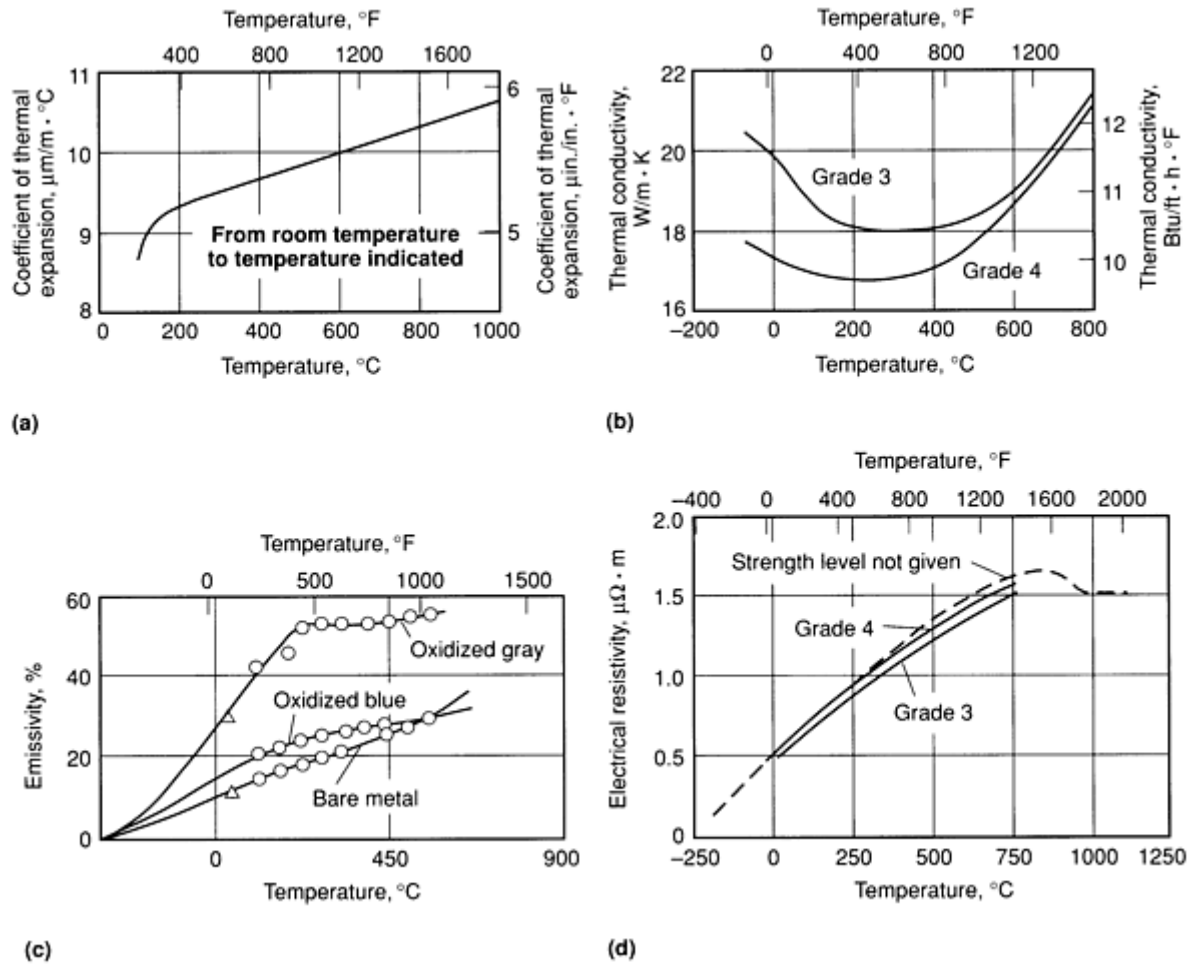 Temperature, °F
400 800 1200 1600
11
10
9
8
6
5
Coefficient of thermal
expansion, μm/m · °C
Coefficient of thermal
expansion, μin./in. · °F
From room temperature
to temperature indicated
0 200 400 600 800 1000
Temperature, °C
(a)
Temperature, °F
0 400 800 1200
22
20
18
16
12
11
10
Thermal conductivity,
W/m · K
Thermal conductivity,
Btu/ft · h · °F
Grade 3
Grade 4
−200 0 200 400 600 800
Temperature, °C
(b)
Temperature, °F
0 500 1000 1500
60
40
20
0
Emissivity, %
Oxidized gray
Oxidized blue
Bare metal
0 450 900
Temperature, °C
(c)
Temperature, °F
−400 0 400 800 1200 1600 2000
2.0
1.5
1.0
0.5
0
Electrical resistivity, μΩ · m
Strength level not given
Grade 4
Grade 3
−250 0 250 500 750 1000 1250
Temperature, °C
(d)